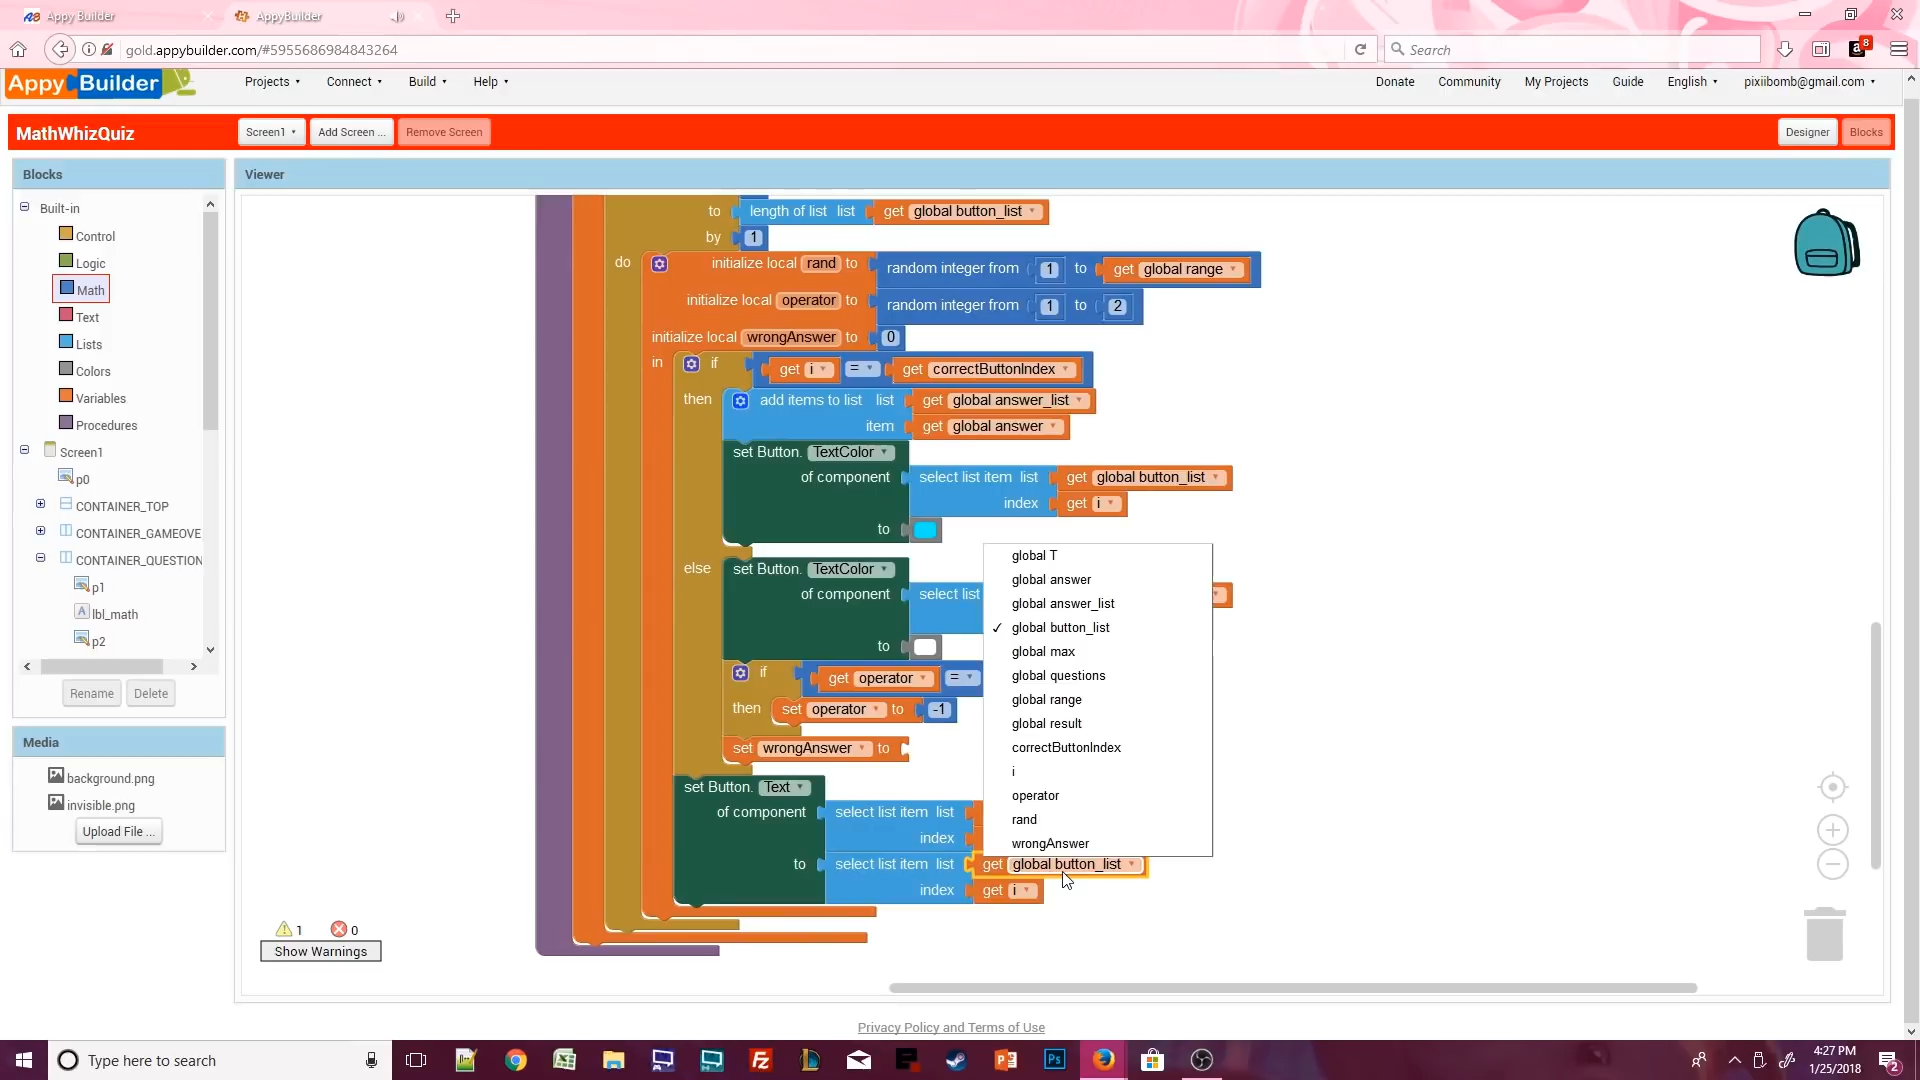 Appy Builder
AppyBuilder
gold.appybuilder.com/#5955686984843264
Search
8
Appy Builder
Projects
Connect
Build
Help
Donate
Community
My Projects
Guide
English
pixiibomb@gmail.com
MathWhizQuiz
Screen1
Add Screen ...
Remove Screen
Designer
Blocks
Blocks
Viewer
Built-in
Control
Logic
Math
Text
Lists
Colors
Variables
Procedures
Screen1
p0
CONTAINER_TOP
CONTAINER_GAMEOVE
CONTAINER_QUESTION
p1
lbl_math
p2
Rename
Delete
Media
background.png
invisible.png
Upload File ...
to length of list list get global button_list
by 1
do initialize local rand to random integer from 1 to get global range
initialize local operator to random integer from 1 to 2
initialize local wrongAnswer to 0
in if get i = get correctButtonIndex
then add items to list list get global answer_list
item get global answer
set Button. TextColor
of component select list item list get global button_list
index get i
to
else set Button. TextColor
of component select list
to
if get operator =
then set operator to -1
set wrongAnswer to
set Button. Text
of component select list item list
index
to select list item list get global button_list
index get i
global T
global answer
global answer_list
✓ global button_list
global max
global questions
global range
global result
correctButtonIndex
i
operator
rand
wrongAnswer
1 0
Show Warnings
Privacy Policy and Terms of Use
Type here to search
4:27 PM
1/25/2018
2